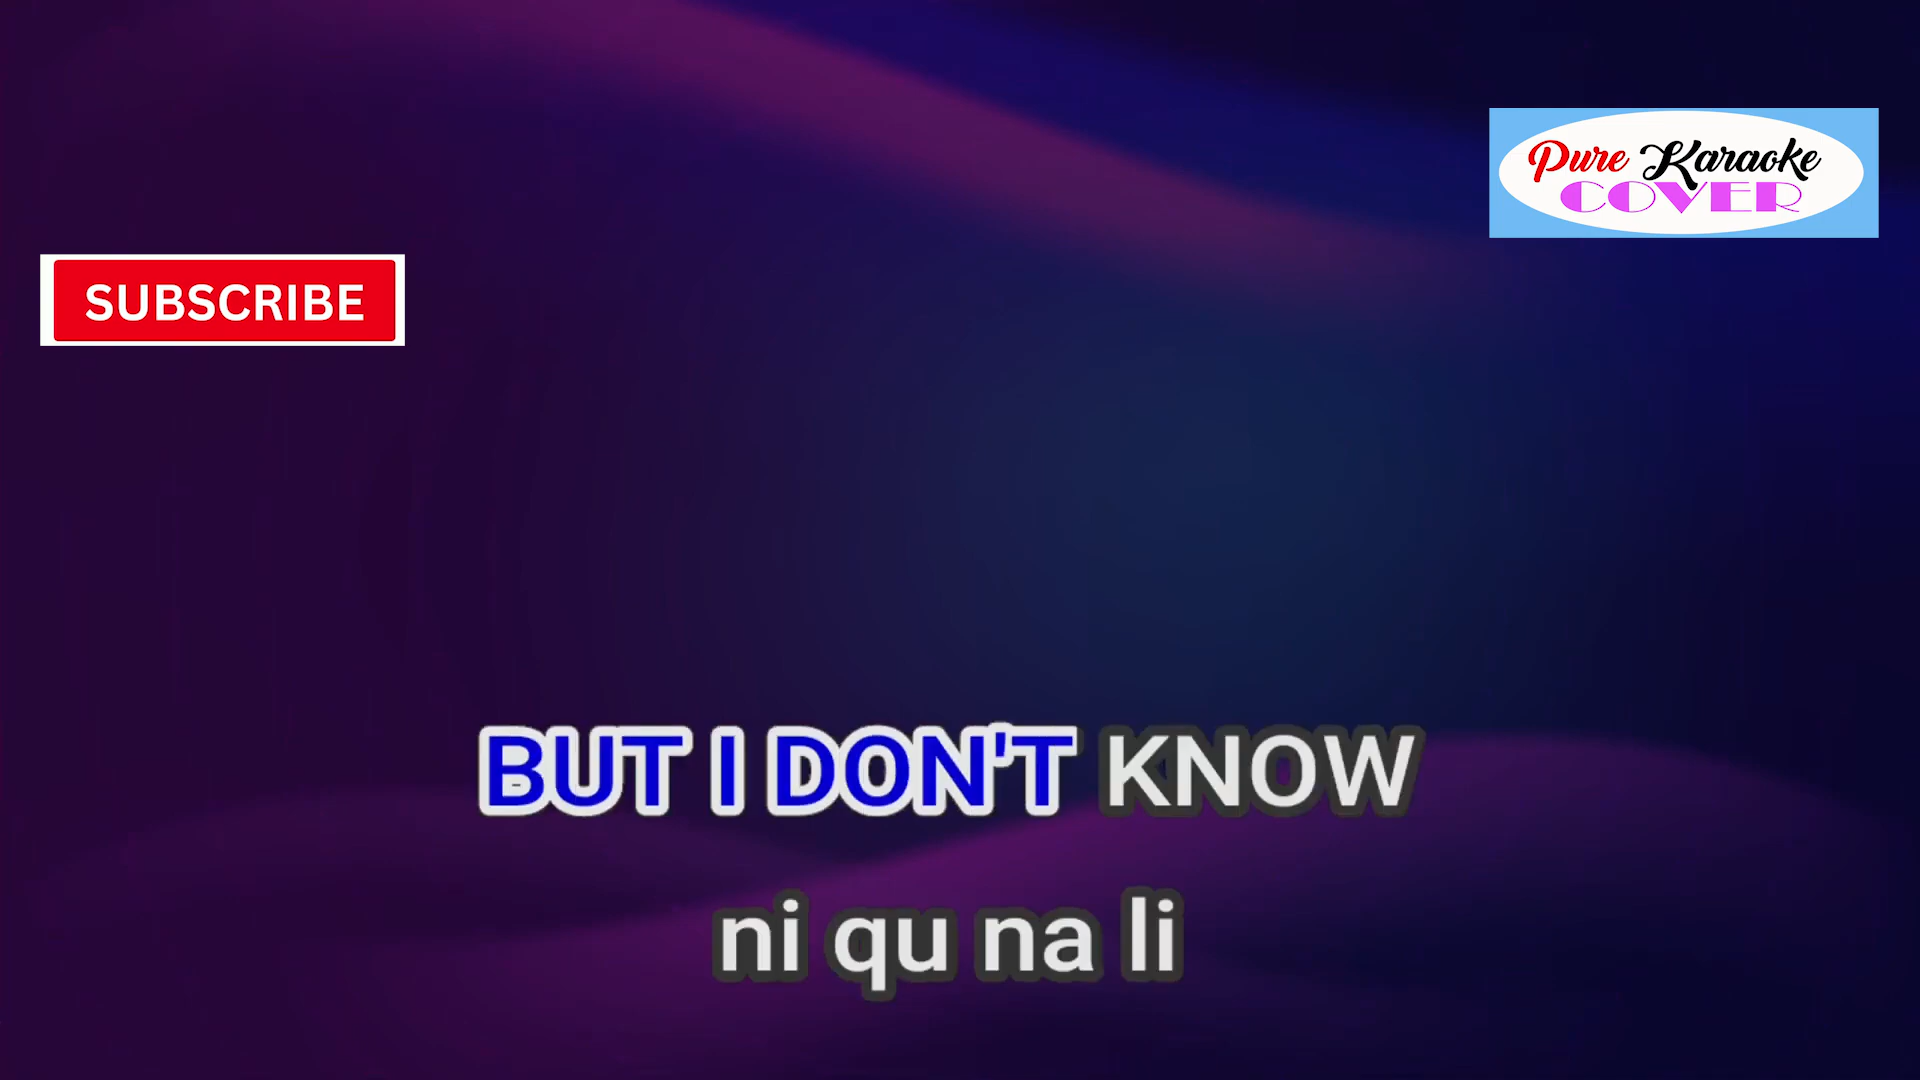 Pure Karaoke
COVER
SUBSCRIBE
BUT I DON'T KNOW
ni qu na li